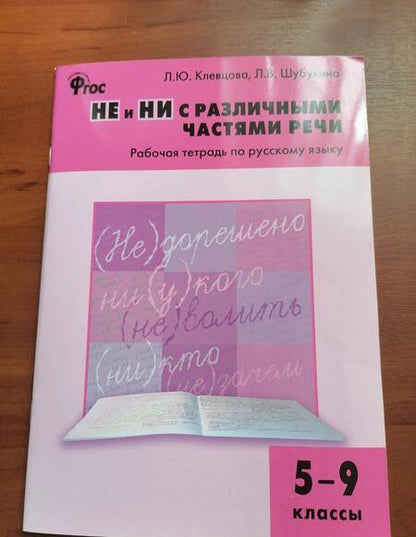 Л.Ю. Клевцова, Л.В. Шубукина
ФГОС
НЕ и НИ С РАЗЛИЧНЫМИ
ЧАСТЯМИ РЕЧИ
Рабочая тетрадь по русскому языку
(Не)дорешено
ни(у)кого
(не)волить
(ни)кто
(не)зачем
5–9
классы